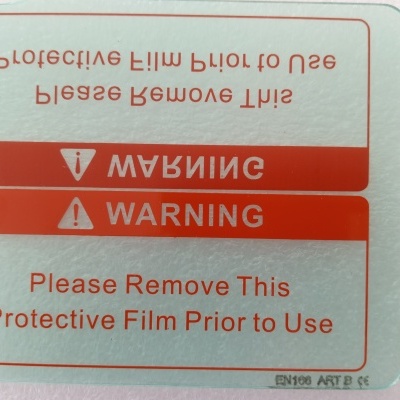 Protective Film Prior to Use
Please Remove This
WARNING
WARNING
Please Remove This
Protective Film Prior to Use
EN166 ART.B CE